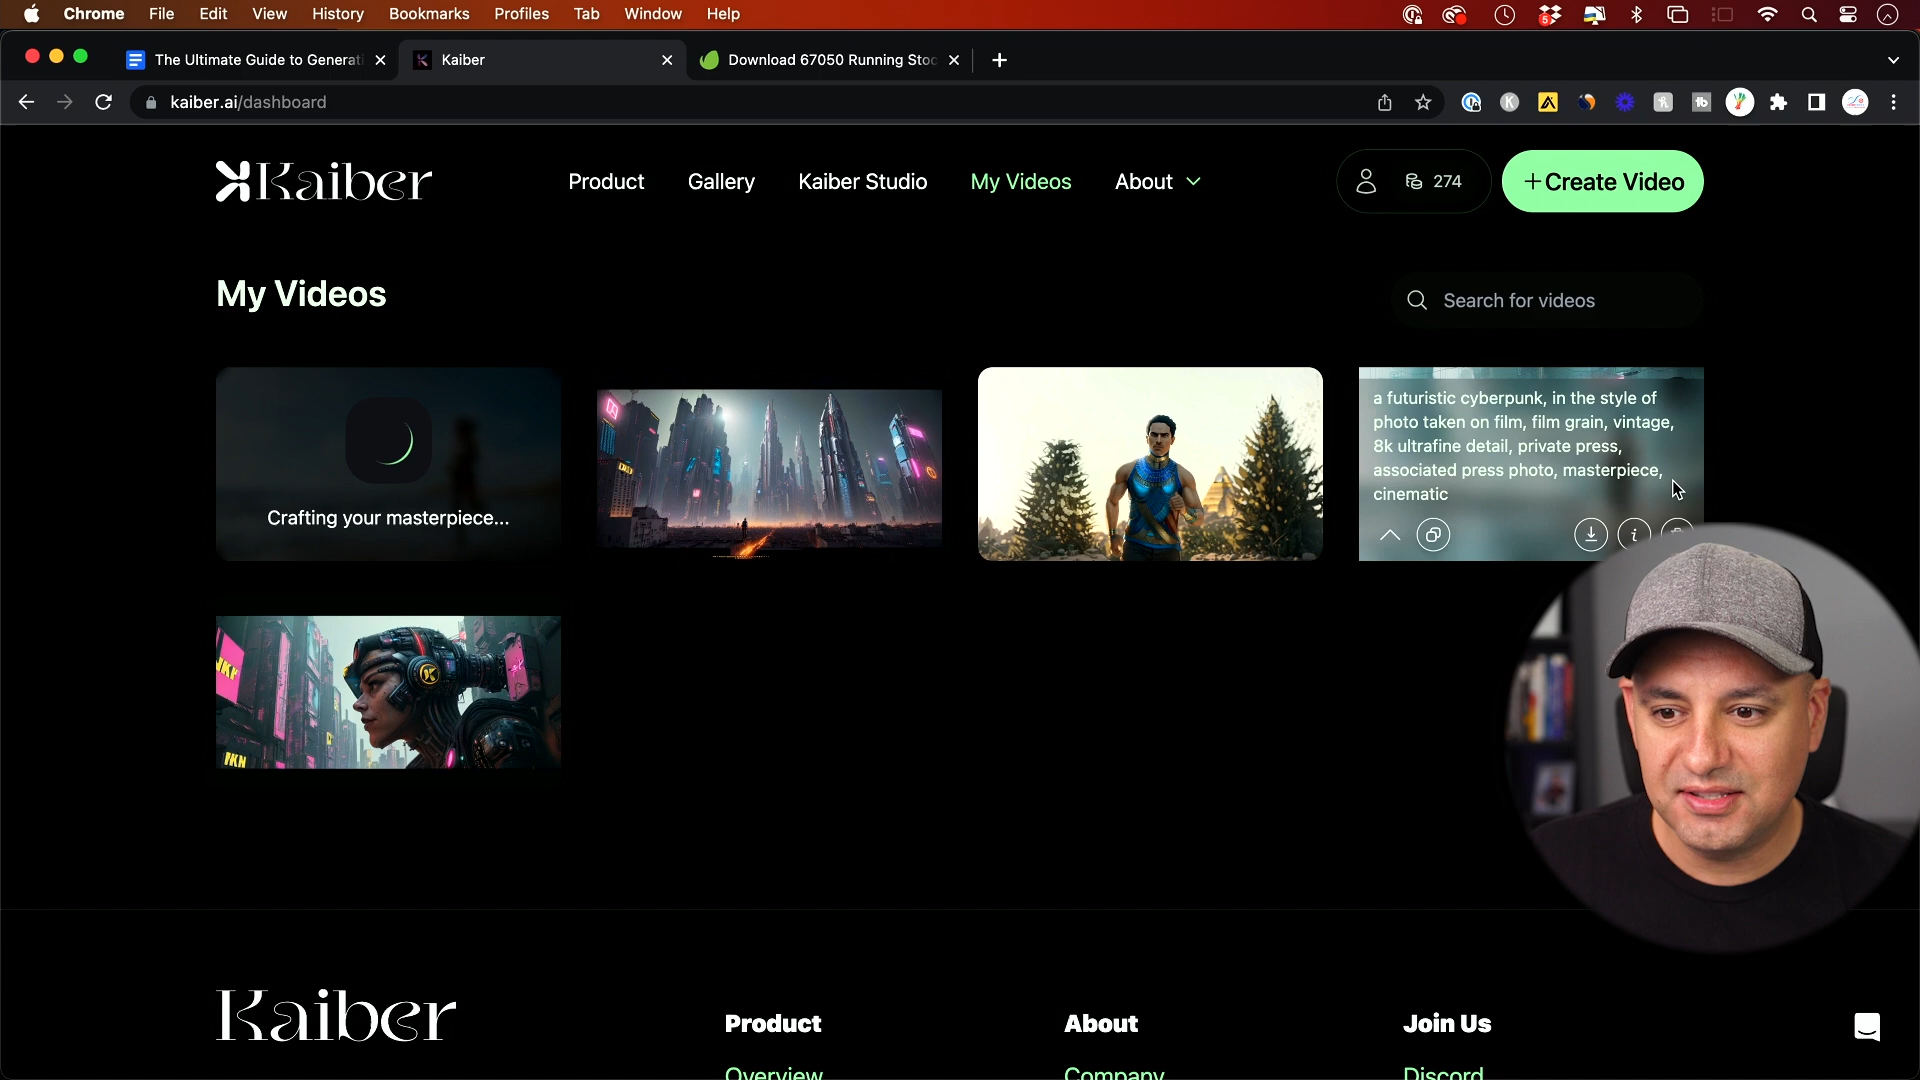 Chrome File Edit View History Bookmarks Profiles Tab Window Help
5
The Ultimate Guide to Generati
Kaiber
Download 67050 Running Stoc
kaiber.ai/dashboard
Kaiber
Product Gallery Kaiber Studio My Videos About
274
+Create Video
My Videos
Search for videos
Crafting your masterpiece...
a futuristic cyberpunk, in the style of
photo taken on film, film grain, vintage,
8k ultrafine detail, private press,
associated press photo, masterpiece,
cinematic
Kaiber
Product
About
Join Us
Overview
Company
Discord